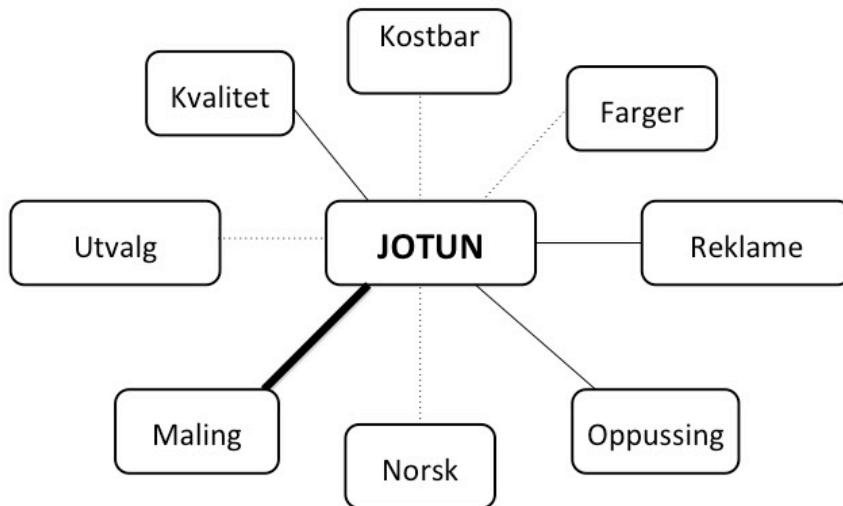 Kostbar
Kvalitet
Farger
Utvalg
JOTUN
Reklame
Maling
Norsk
Oppussing